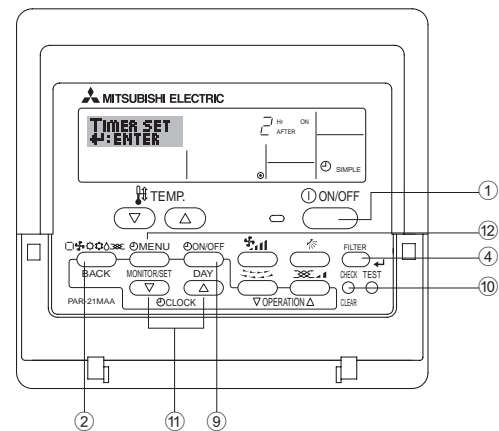 MITSUBISHI ELECTRIC
TIMER SET
↵:ENTER
2 Hr ON
AFTER
SIMPLE
TEMP.
ON/OFF
①
MENU
ON/OFF
FILTER
⑫
④
BACK
MONITOR/SET
DAY
CHECK
TEST
⑩
PAR-21MAA
CLOCK
▽ OPERATION △
CLEAR
②
⑪
⑨